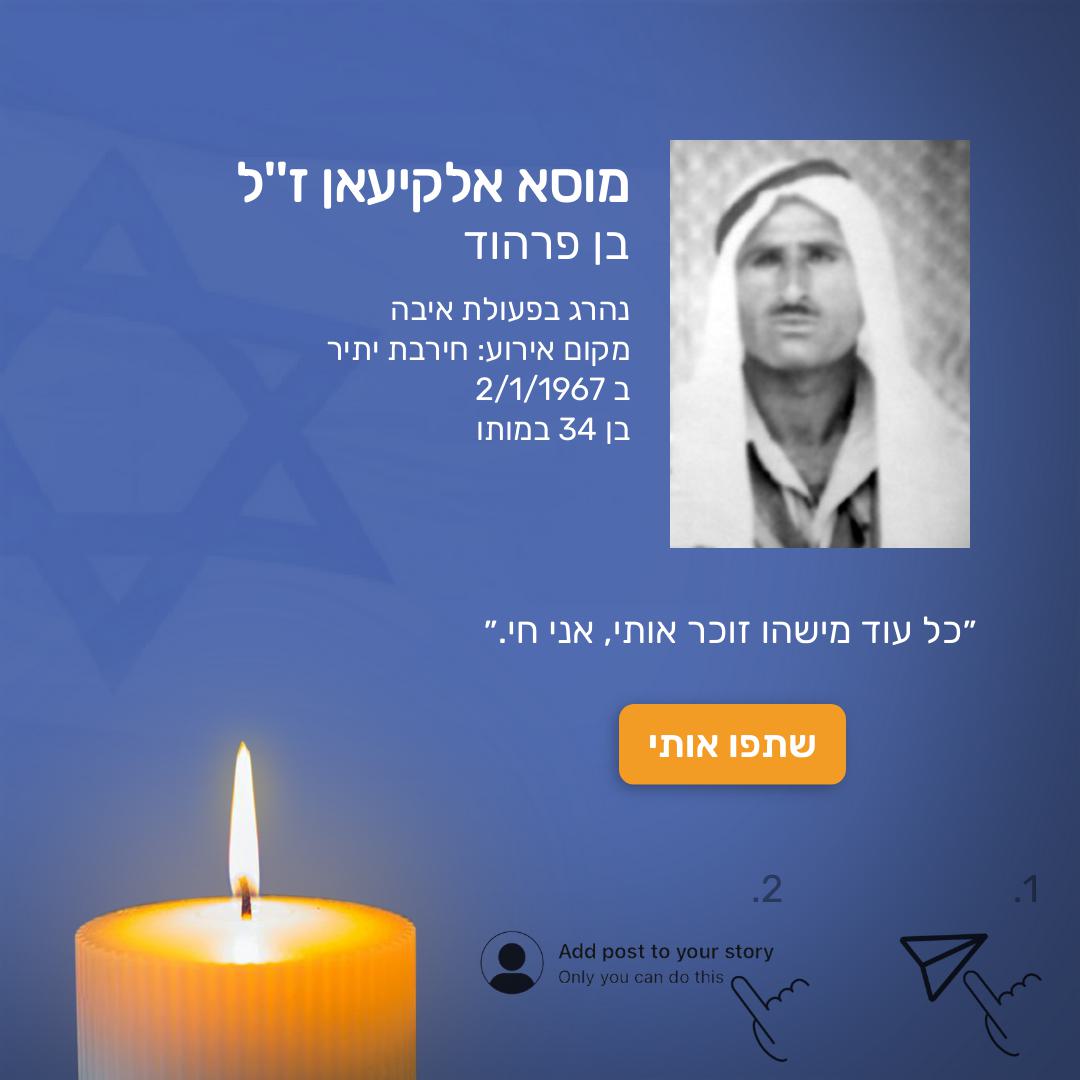 מוסא אלקיעאן ז"ל
בן פרהוד
נהרג בפעולת איבה
מקום אירוע: חירבת יתיר
ב 2/1/1967
בן 34 במותו
״כל עוד מישהו זוכר אותי, אני חי.״
שתפו אותי
1.
2.
Add post to your story
Only you can do this